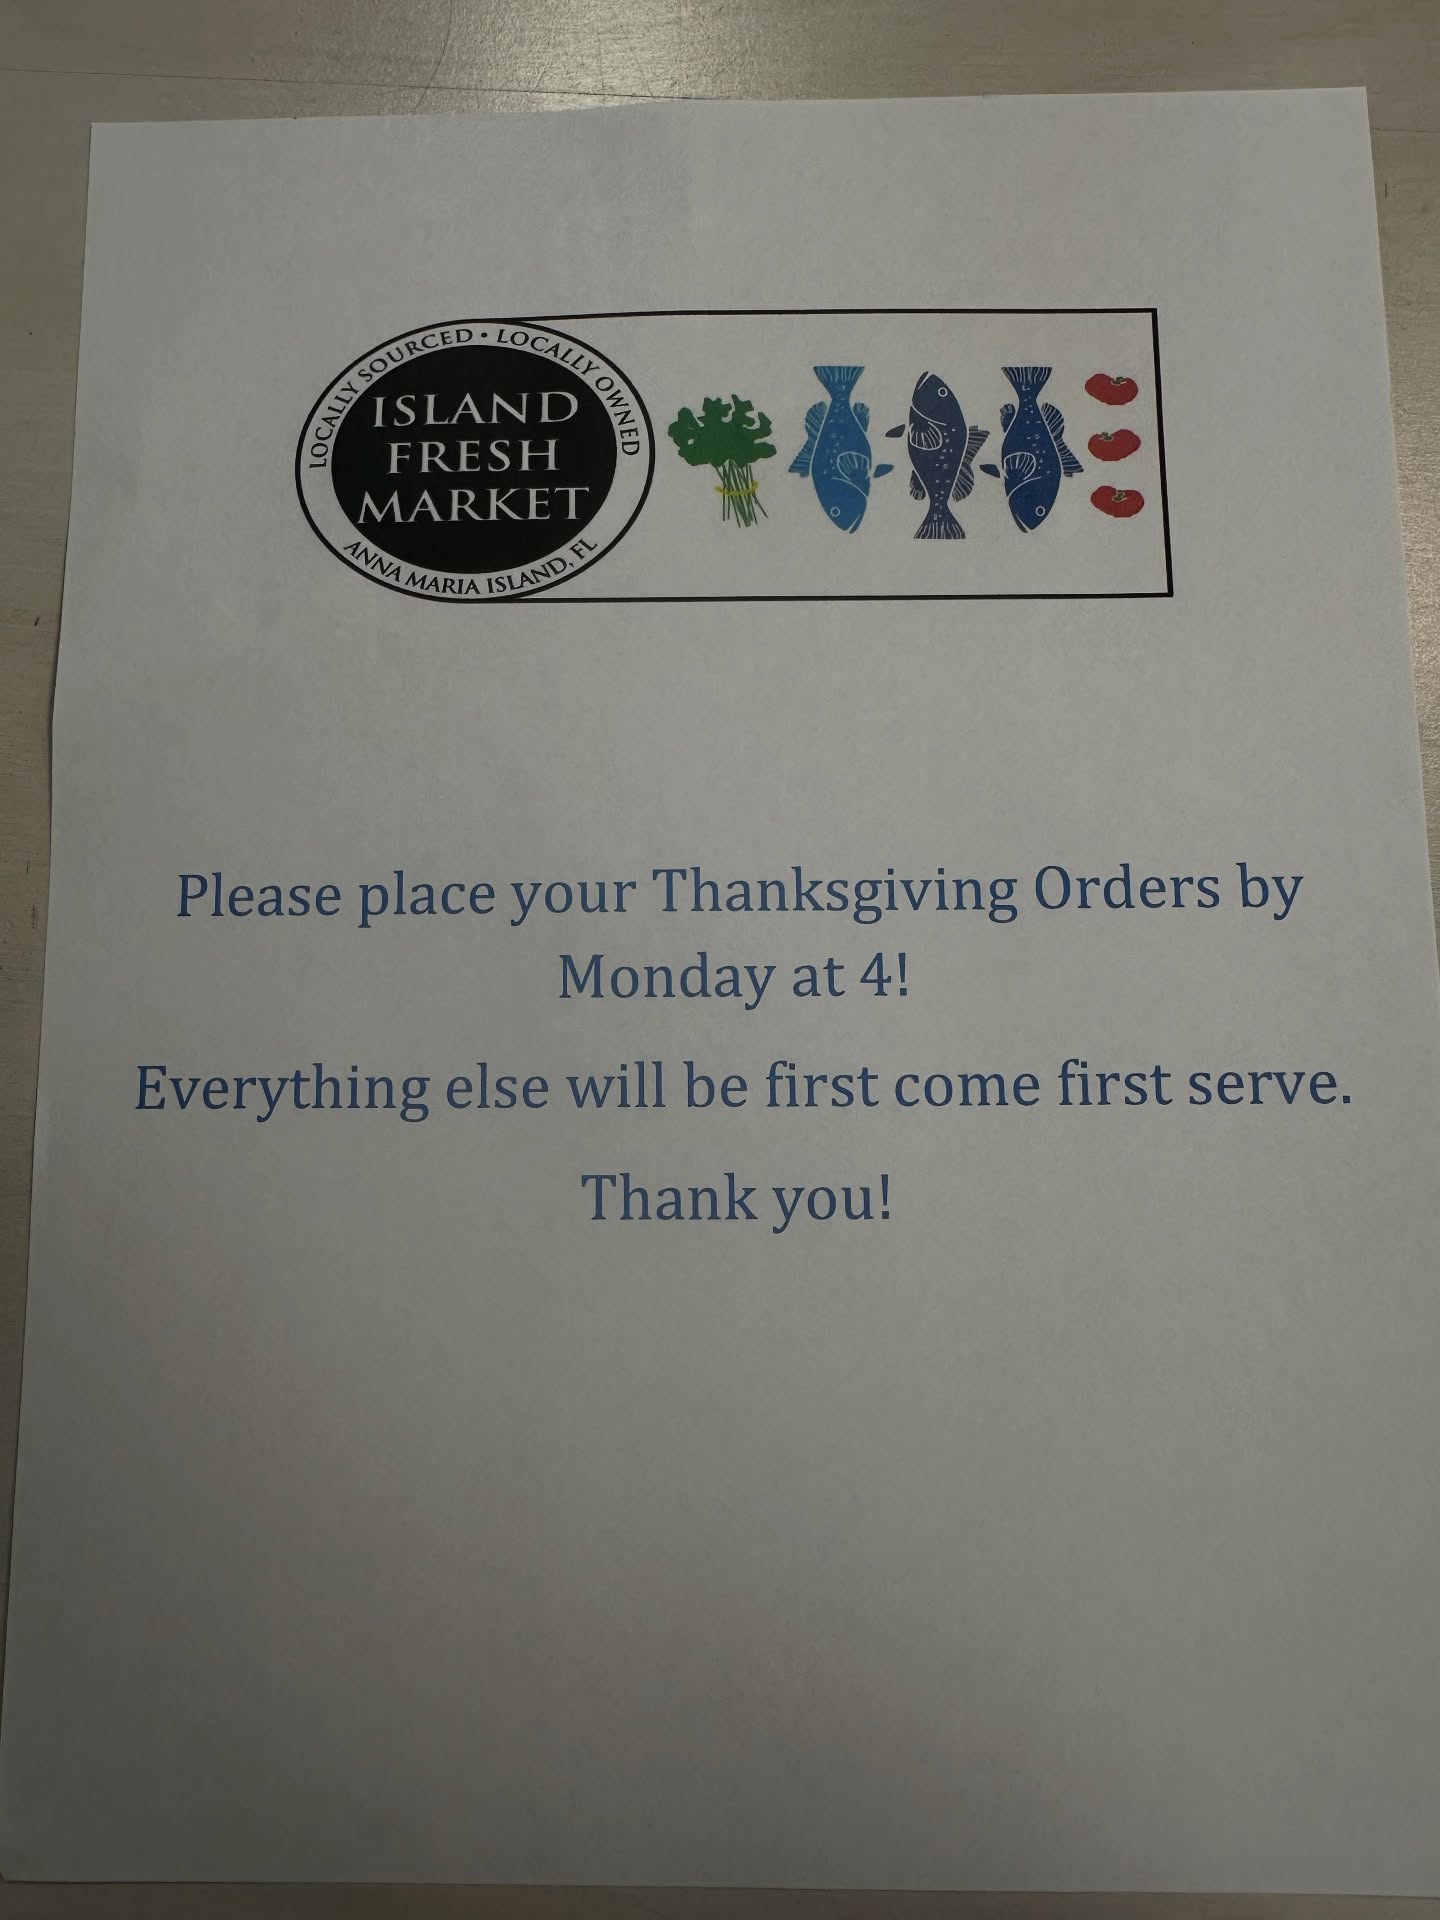 LOCALLY SOURCED • LOCALLY OWNED
ISLAND
FRESH
MARKET
ANNA MARIA ISLAND, FL
Please place your Thanksgiving Orders by
Monday at 4!
Everything else will be first come first serve.
Thank you!